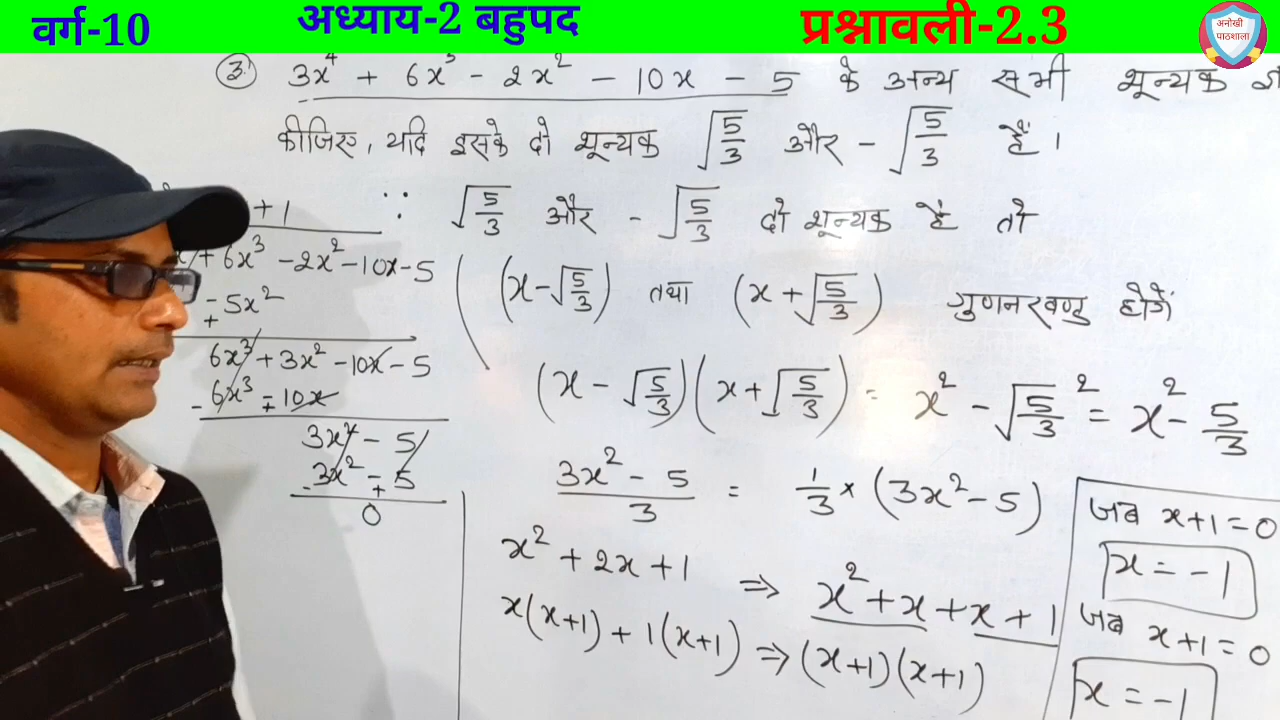 वर्ग-10 अध्याय-2 बहुपद प्रश्नावली-2.3
अनोखी
पाठशाला
3. 3x⁴ + 6x³ - 2x² - 10x - 5 के अन्य सभी शून्यक
कीजिए, यदि इसके दो शून्यक √5/3 और - √5/3 हैं।
∵ √5/3 और - √5/3 दो शून्यक है तो
(x-√5/3) तथा (x+√5/3) गुणनखण्ड होगें
(x - √5/3)(x+√5/3) = x² - √5/3² = x² - 5/3
3x² - 5/3 = 1/3 × (3x² - 5)
x² + 2x + 1 ⇒ x² + x + x + 1
x(x+1) + 1(x+1) ⇒ (x+1)(x+1)
+ 1
+ 6x³ - 2x² - 10x - 5
- 5x²
+
6x³ + 3x² - 10x - 5
- 6x³ - 10x
+
3x² - 5
- 3x² - 5
+
0
जब x+1 = 0
x = -1
जब x+1 = 0
x = -1